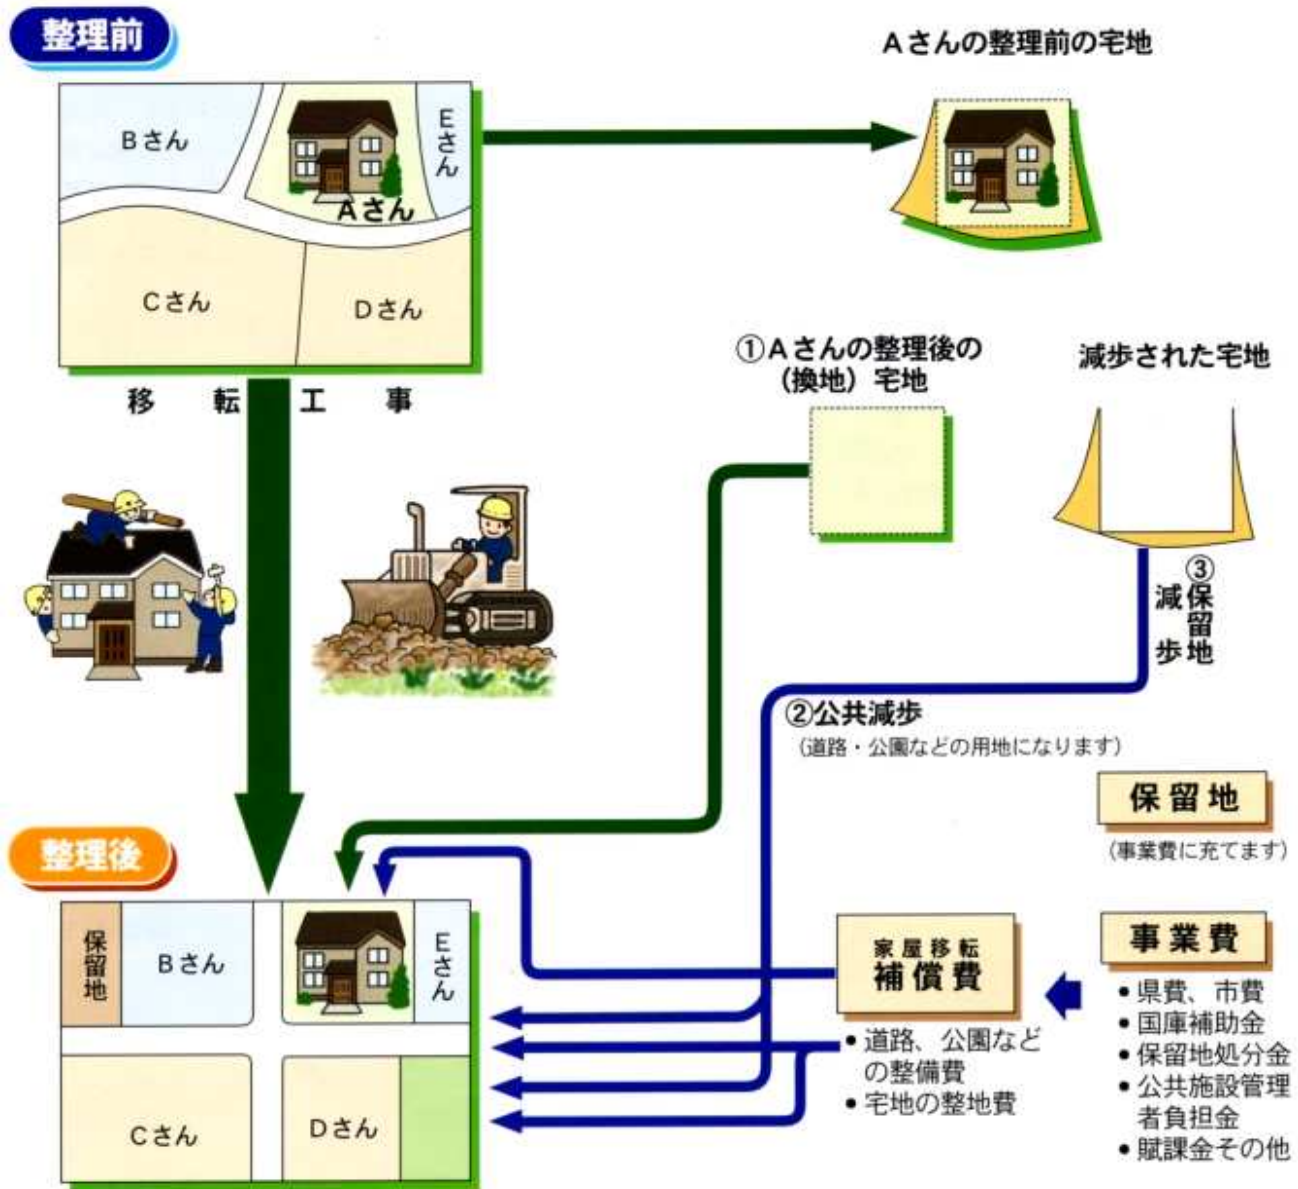 整理前
Aさんの整理前の宅地
Bさん
Eさん
Aさん
Cさん
Dさん
移転工事
①Aさんの整理後の
(換地)宅地
減歩された宅地
③保留地
減歩
②公共減歩
(道路・公園などの用地になります)
保留地
(事業費に充てます)
整理後
保留地
Bさん
Eさん
Cさん
Dさん
家屋移転
補償費
•道路、公園など
の整備費
•宅地の整地費
事業費
•県費、市費
•国庫補助金
•保留地処分金
•公共施設管理
者負担金
•賦課金その他